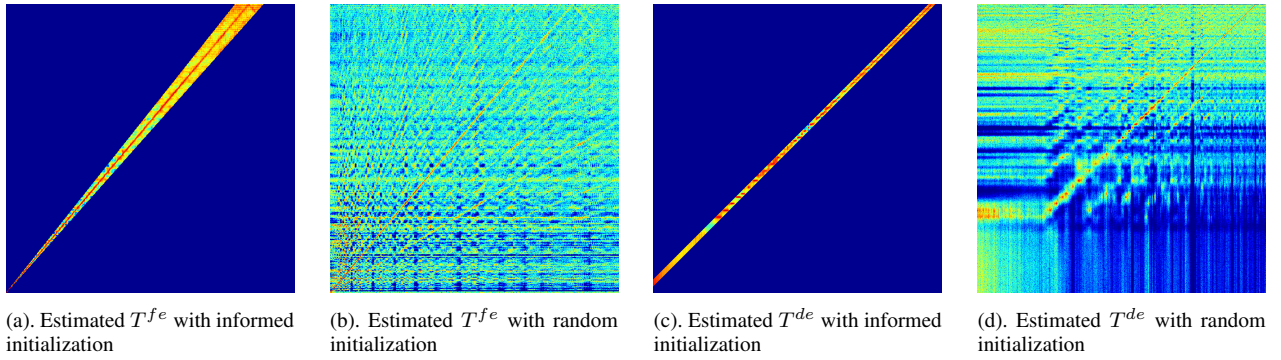 (a). Estimated T^{fe} with informed
initialization
(b). Estimated T^{fe} with random
initialization
(c). Estimated T^{de} with informed
initialization
(d). Estimated T^{de} with random
initialization